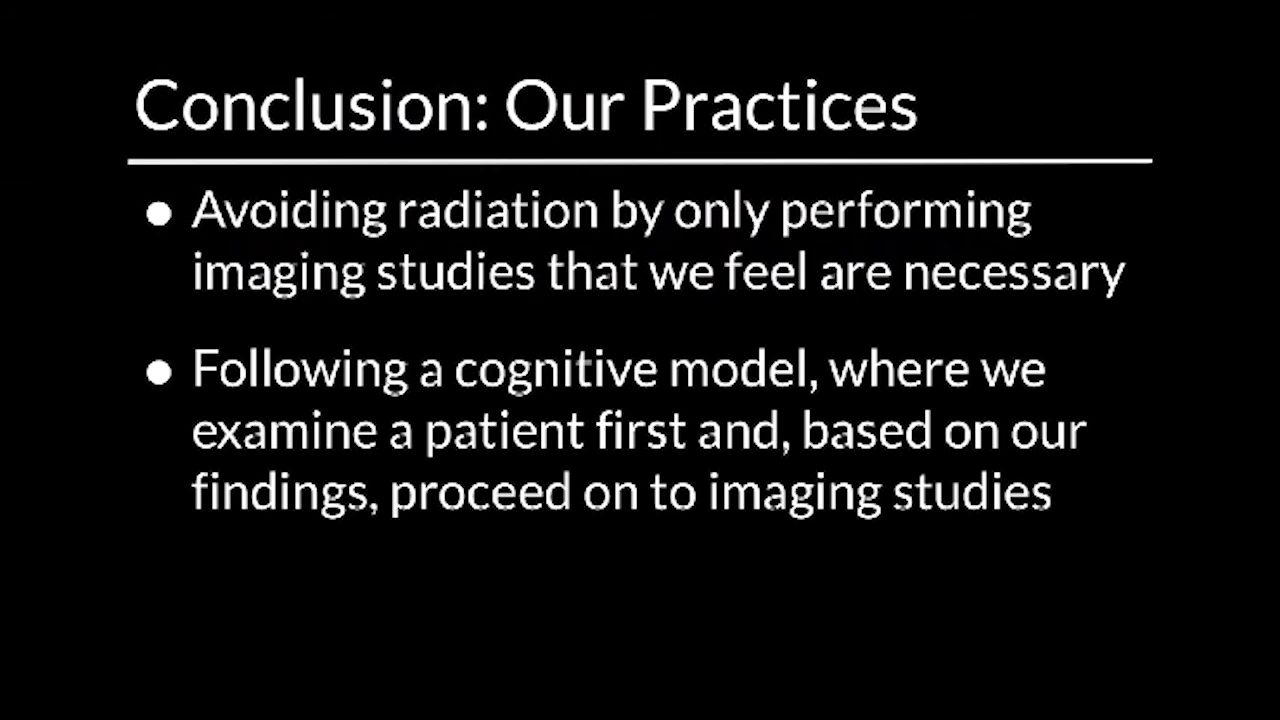 Conclusion: Our Practices
● Avoiding radiation by only performing
imaging studies that we feel are necessary
● Following a cognitive model, where we
examine a patient first and, based on our
findings, proceed on to imaging studies